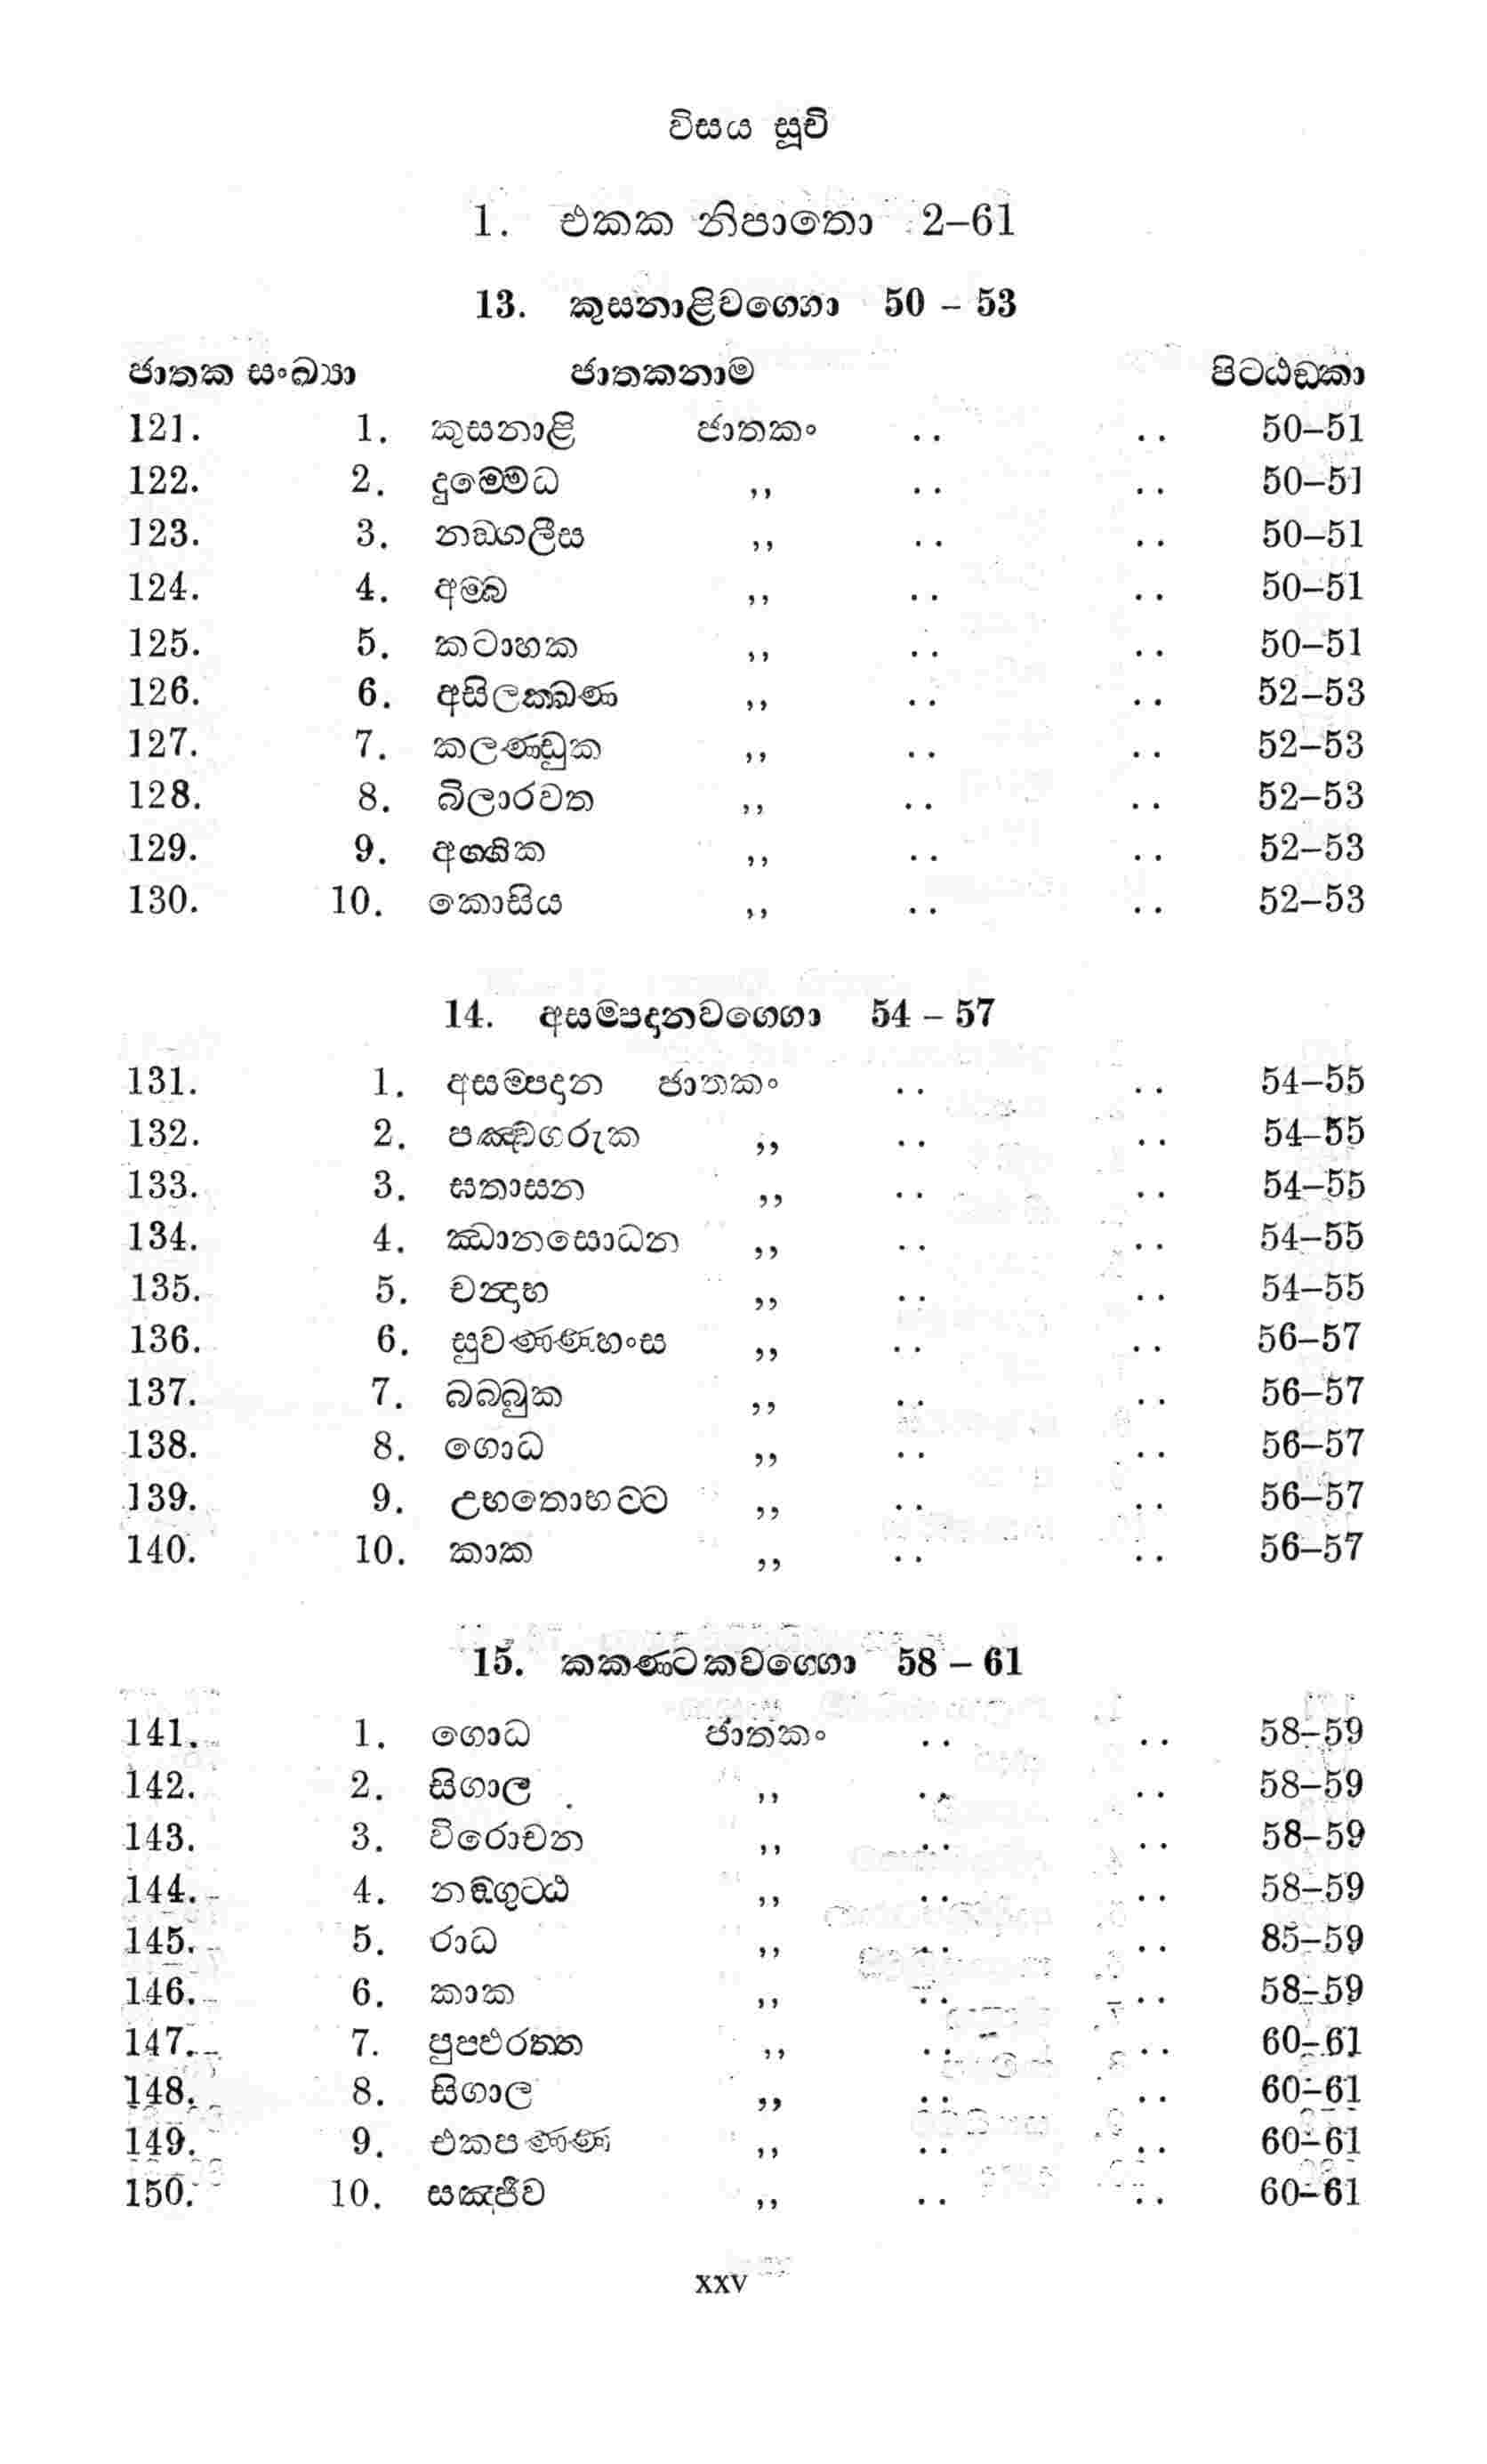 විසය සූචි
1. එකක නිපාතො 2–61
13. කුසනාළිවග්ගො 50 – 53
ජාතක සංඛ්‍යා ජාතකනාම පිටඨඞ්කා
121. 1. කුසනාළි ජාතකං .. .. 50–51
122. 2. දුම්මෙධ ,, .. .. 50–51
123. 3. නඞ්ගලීස ,, .. .. 50–51
124. 4. අම්බ ,, .. .. 50–51
125. 5. කටාහක ,, .. .. 50–51
126. 6. අසිලක්ඛණ ,, .. .. 52–53
127. 7. කලණ්ඩුක ,, .. .. 52–53
128. 8. බිලාරවත ,, .. .. 52–53
129. 9. අග්ගික ,, .. .. 52–53
130. 10. කොසිය ,, .. .. 52–53
14. අසම්පදානවග්ගො 54 – 57
131. 1. අසම්පදාන ජාතකං .. .. 54–55
132. 2. පඤ්චගරුක ,, .. .. 54–55
133. 3. ඝතාසන ,, .. .. 54–55
134. 4. ඣානසොධන ,, .. .. 54–55
135. 5. චන්දාභ ,, .. .. 54–55
136. 6. සුවණ්ණහංස ,, .. .. 56–57
137. 7. බබ්බුක ,, .. .. 56–57
138. 8. ගොධ ,, .. .. 56–57
139. 9. උභතොභට්ට ,, .. .. 56–57
140. 10. කාක ,, .. .. 56–57
15. කකණ්ටකවග්ගො 58 – 61
141. 1. ගොධ ජාතකං .. .. 58–59
142. 2. සිගාල ,, .. .. 58–59
143. 3. විරොචන ,, .. .. 58–59
144. 4. නඞ්ගුට්ඨ ,, .. .. 58–59
145. 5. රාධ ,, .. .. 85–59
146. 6. කාක ,, .. .. 58–59
147. 7. පුප්ඵරත්ත ,, .. .. 60–61
148. 8. සිගාල ,, .. .. 60–61
149. 9. එකපණ්ණ ,, .. .. 60–61
150. 10. සඤ්ජීව ,, .. .. 60–61
xxv